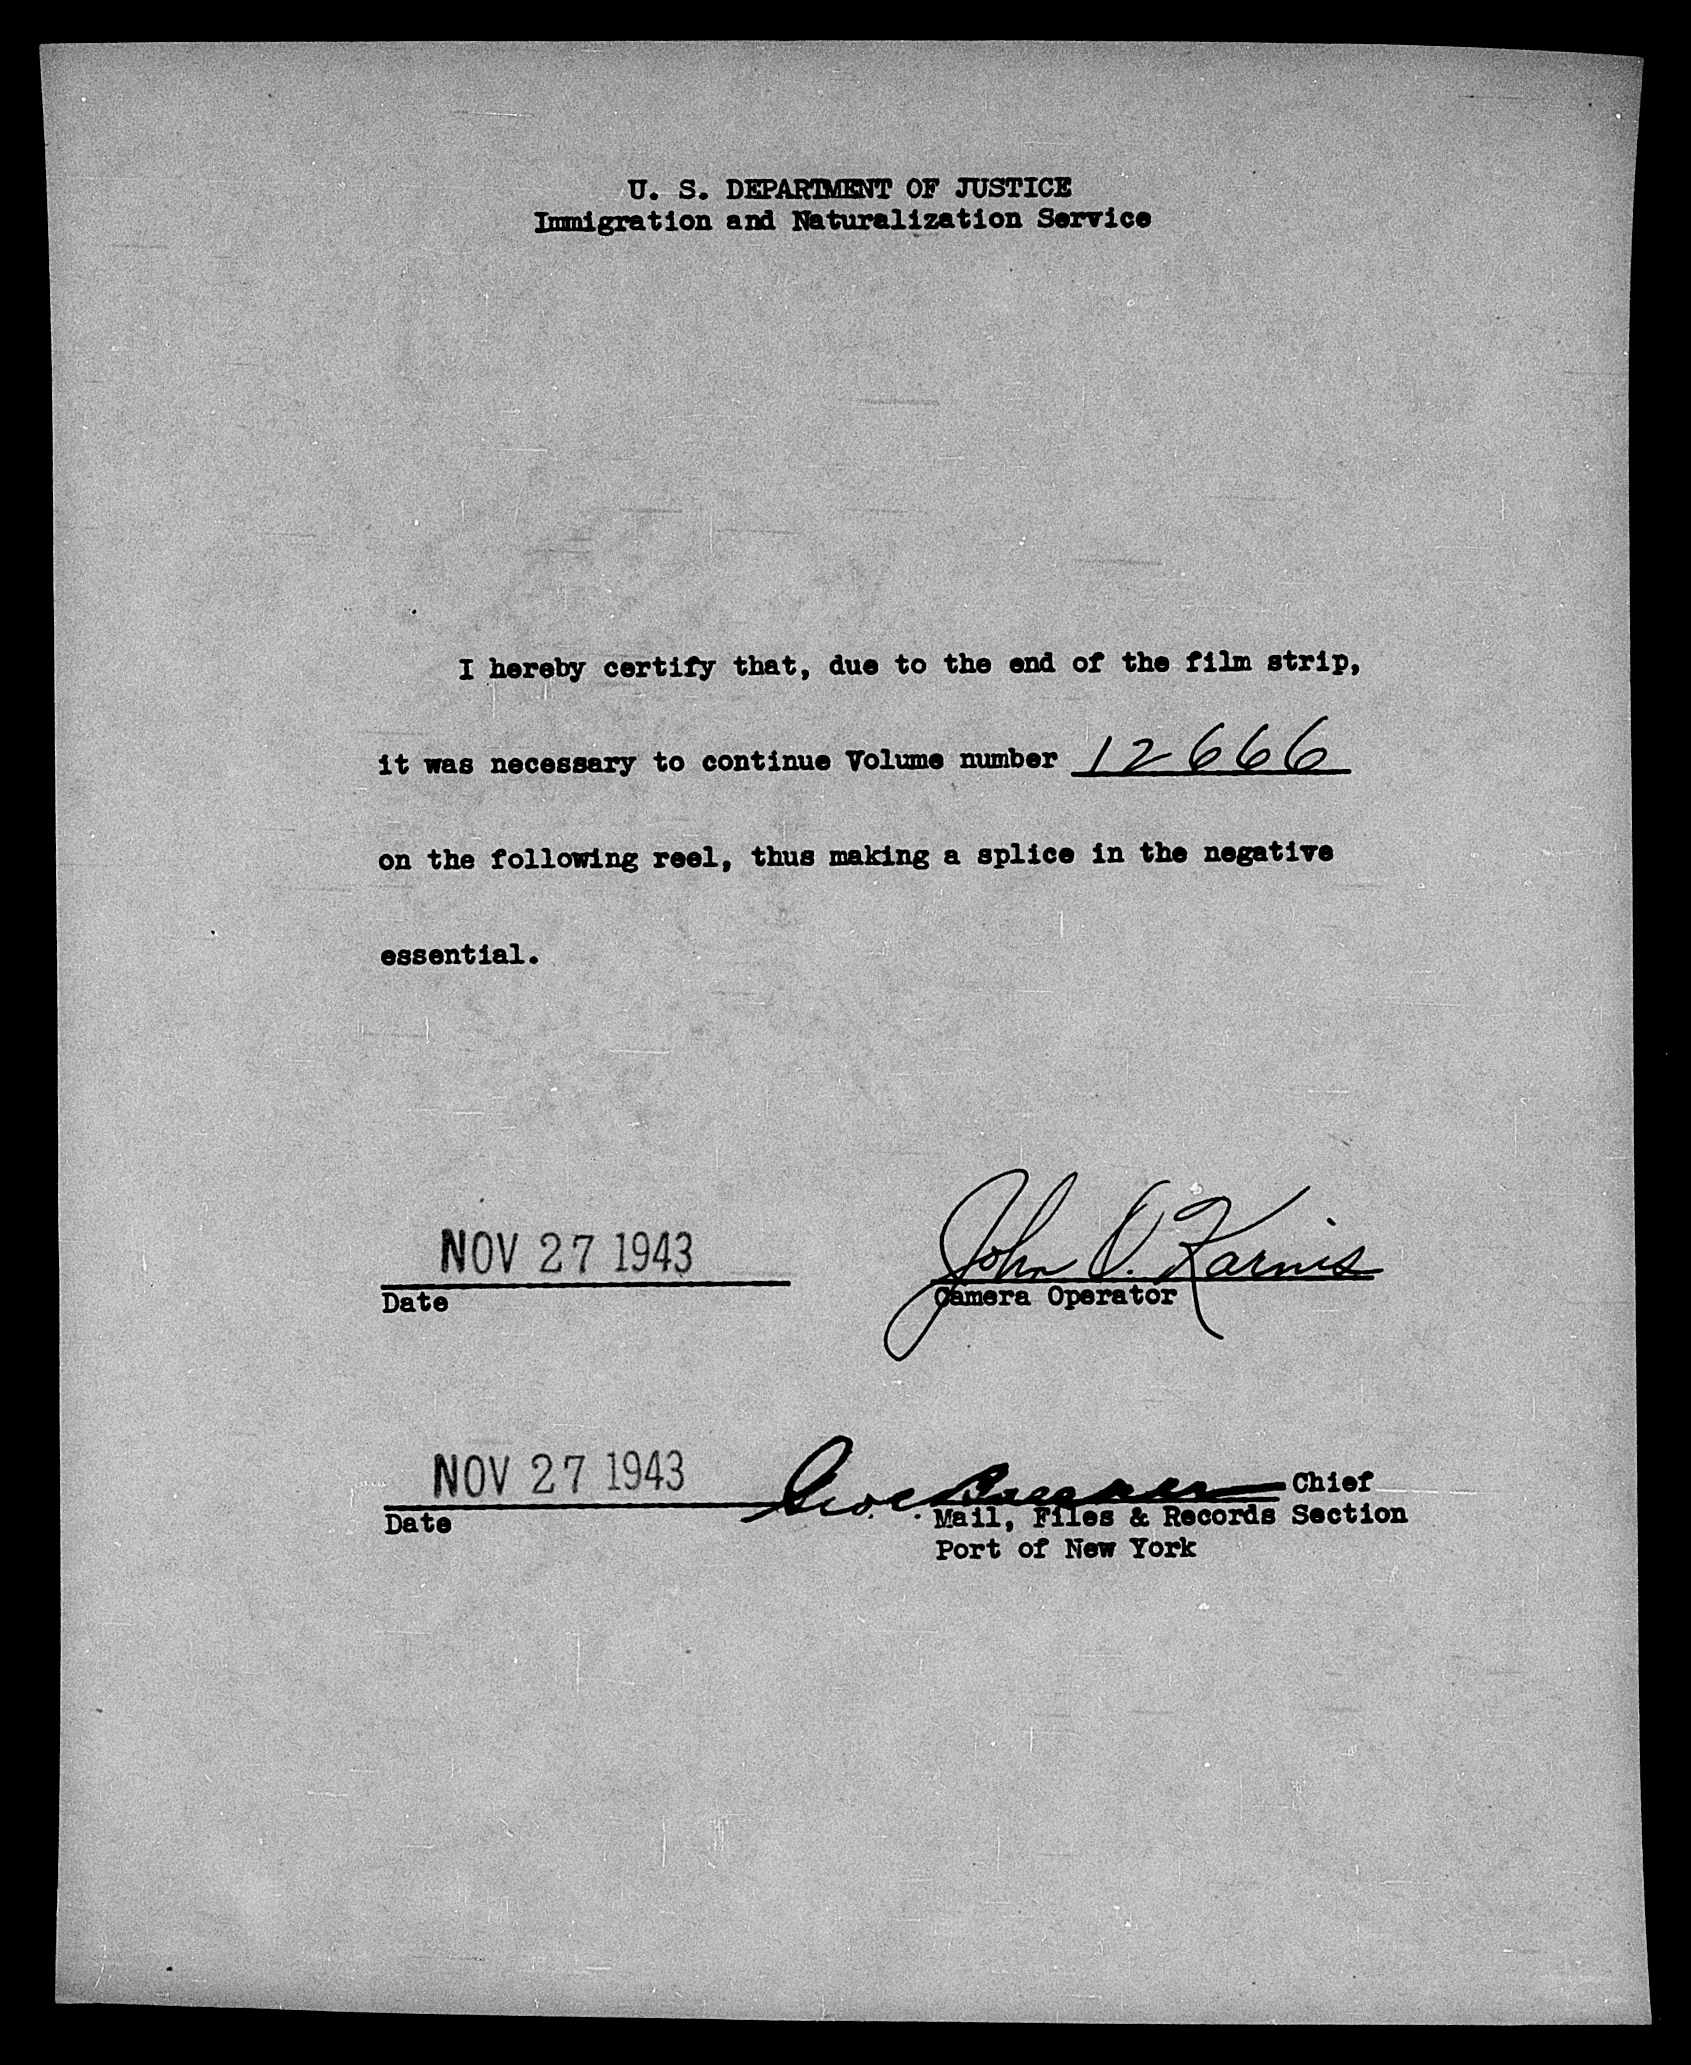 U. S. DEPARTMENT OF JUSTICE
Immigration and Naturalization Service
I hereby certify that, due to the end of the film strip,
it was necessary to continue Volume number 12666
on the following reel, thus making a splice in the negative
essential.
NOV 27 1943
John O. Karnis
Date
Camera Operator
NOV 27 1943
Geo. Chief
Date
Mail, Files & Records Section
Port of New York